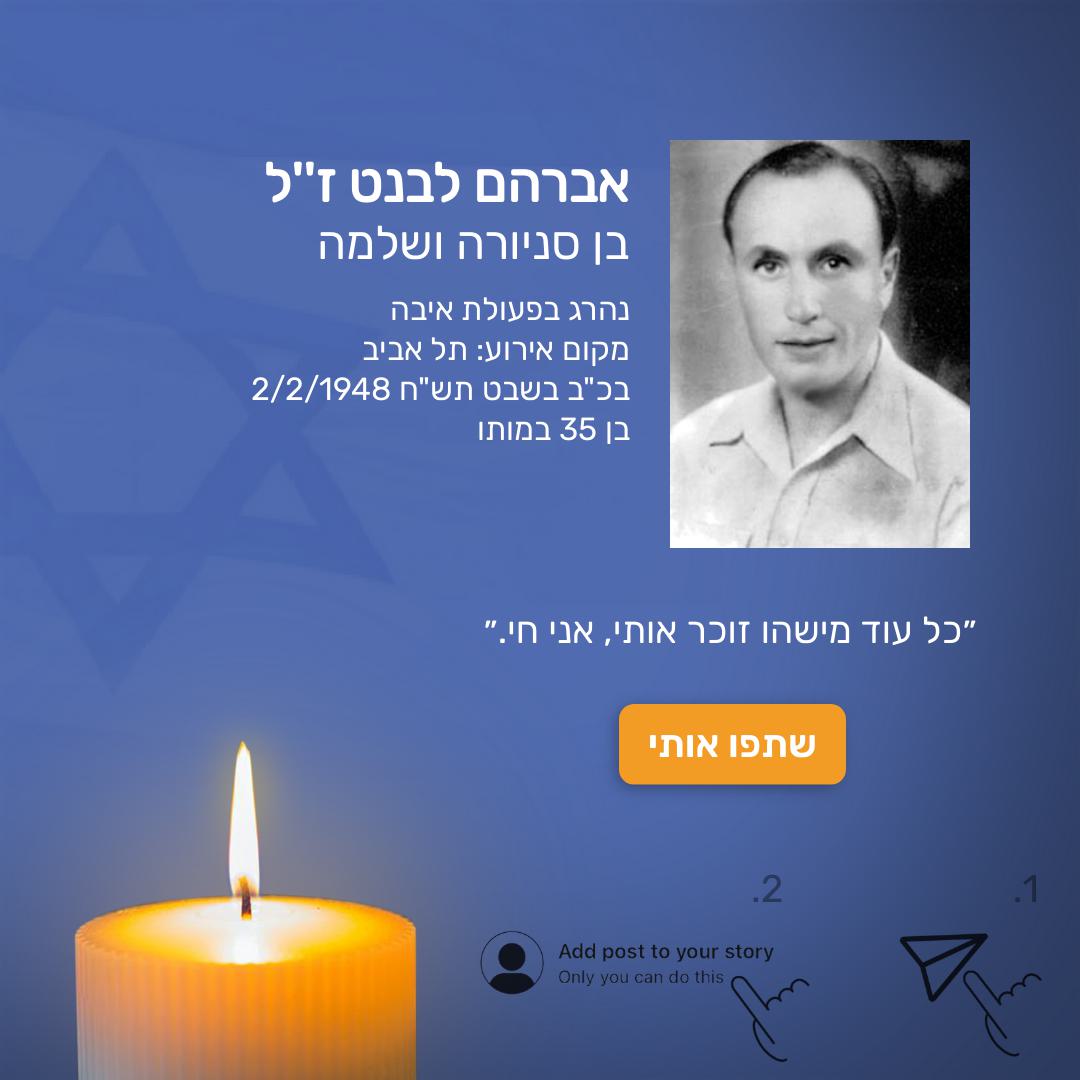 אברהם לבנט ז''ל
בן סניורה ושלמה
נהרג בפעולת איבה
מקום אירוע: תל אביב
בכ"ב בשבט תש"ח 2/2/1948
בן 35 במותו
״כל עוד מישהו זוכר אותי, אני חי.״
שתפו אותי
1.
2.
Add post to your story
Only you can do this